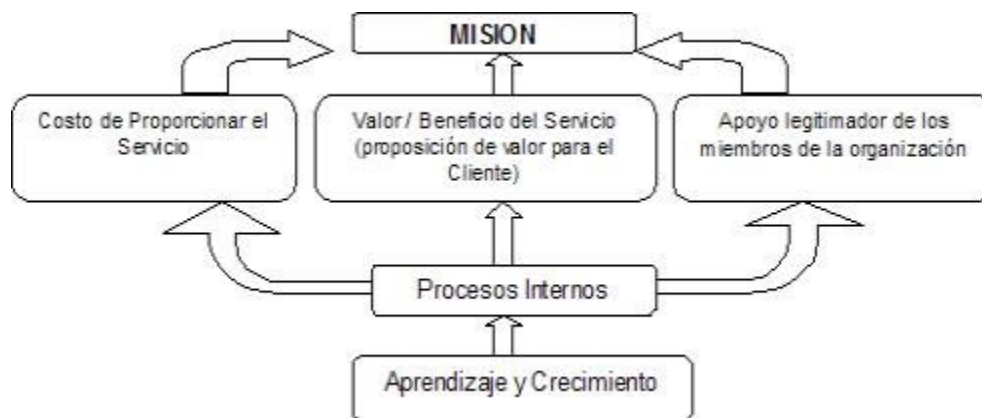 MISION
Costo de Proporcionar el
Servicio
Valor / Beneficio del Servicio
(proposición de valor para el
Cliente)
Apoyo legitimador de los
miembros de la organización
Procesos Internos
Aprendizaje y Crecimiento